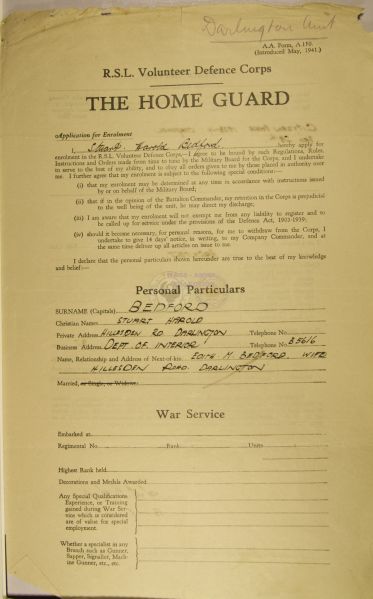 Darlington Unit
A.A. Form, A.150.
(Introduced May, 1941.)
R.S.L. Volunteer Defence Corps
THE HOME GUARD
Application for Enrolment
I, Stuart Harold Bedford hereby apply for
enrolment in the R.S.L. Volunteer Defence Corps.—I agree to be bound by such Regulations, Rules,
Instructions and Orders made from time to time by the Military Board for the Corps, and I undertake
to serve to the best of my ability, and to obey all orders given to me by those placed in authority over
me. I further agree that my enrolment is subject to the following special conditions:—
(i) that my enrolment may be determined at any time in accordance with instructions issued
by or on behalf of the Military Board;
(ii) that if in the opinion of the Battalion Commander, my retention in the Corps is prejudicial
to the well being of the unit, he may direct my discharge;
(iii) I am aware that my enrolment will not exempt me from any liability to register and to
be called up for service under the provisions of the Defence Act, 1903-1939.
(iv) should it become necessary, for personal reasons, for me to withdraw from the Corps, I
undertake to give 14 days' notice, in writing, to my Company Commander, and at
the same time deliver up all articles on issue to me.
I declare that the personal particulars shown hereunder are true to the best of my knowledge
and belief:—
Personal Particulars
SURNAME (Capitals) BEDFORD
Christian Names STUART HAROLD
Private Address HILLESDEN RD DARLINGTON Telephone No.
Business Address DEPT OF INTERIOR Telephone No. B5616
Name, Relationship and Address of Next-of-kin EDITH M BEDFORD WIFE
HILLESDEN ROAD DARLINGTON
Married, or Single, or Widower
War Service
Embarked at
Regimental No. Rank Units
Highest Rank held
Decorations and Medals Awarded
Any Special Qualifications
Experience, or Training
gained during War Ser-
vice which is considered
are of value for special
employment.
Whether a specialist in any
Branch such as Gunner,
Sapper, Signaller, Mach-
ine Gunner, etc., etc.